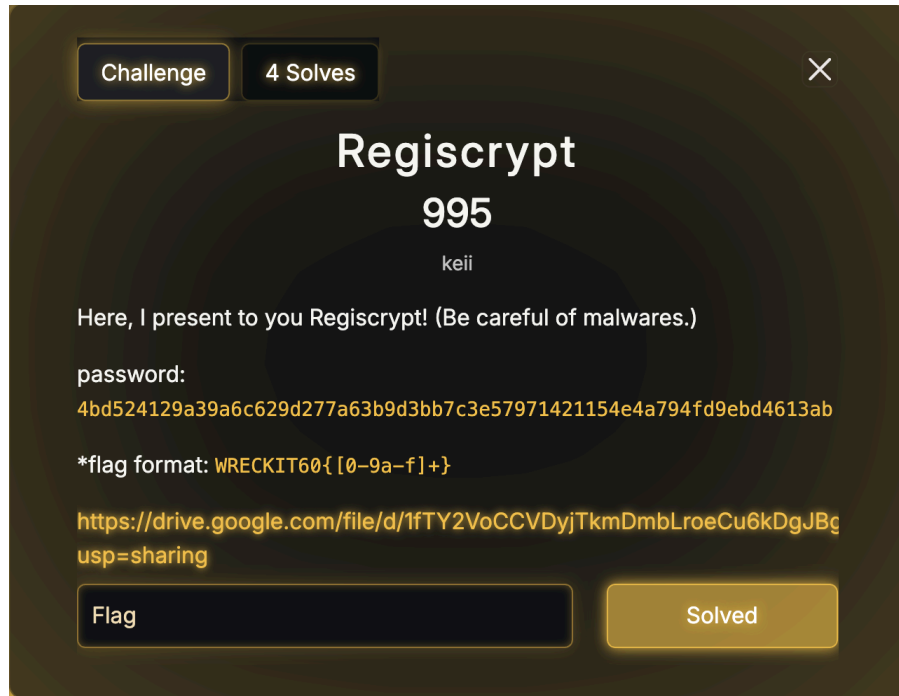 Challenge
4 Solves
Regiscrypt
995
keii
Here, I present to you Regiscrypt! (Be careful of malwares.)
password:
4bd524129a39a6c629d277a63b9d3bb7c3e57971421154e4a794fd9ebd4613ab
*flag format: WRECKIT60{[0-9a-f]+}
https://drive.google.com/file/d/1fTY2VoCCVDyjTkmDmbLroeCu6kDgJBg
usp=sharing
Flag
Solved